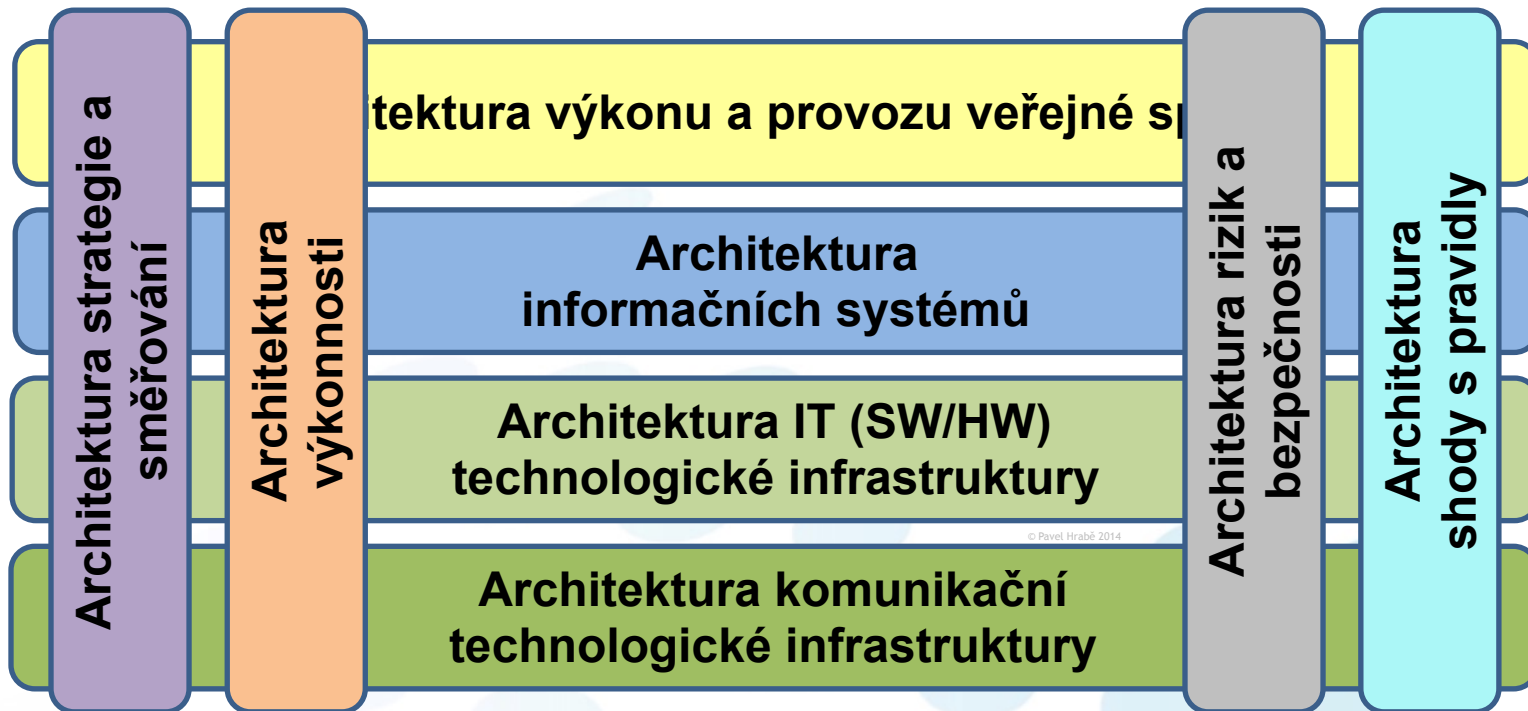 Architektura strategie a
směřování
Architektura
výkonnosti
itektura výkonu a provozu veřejné sp
Architektura
informačních systémů
Architektura IT (SW/HW)
technologické infrastruktury
© Pavel Hrabě 2014
Architektura komunikační
technologické infrastruktury
Architektura rizik a
bezpečnosti
Architektura
shody s pravidly